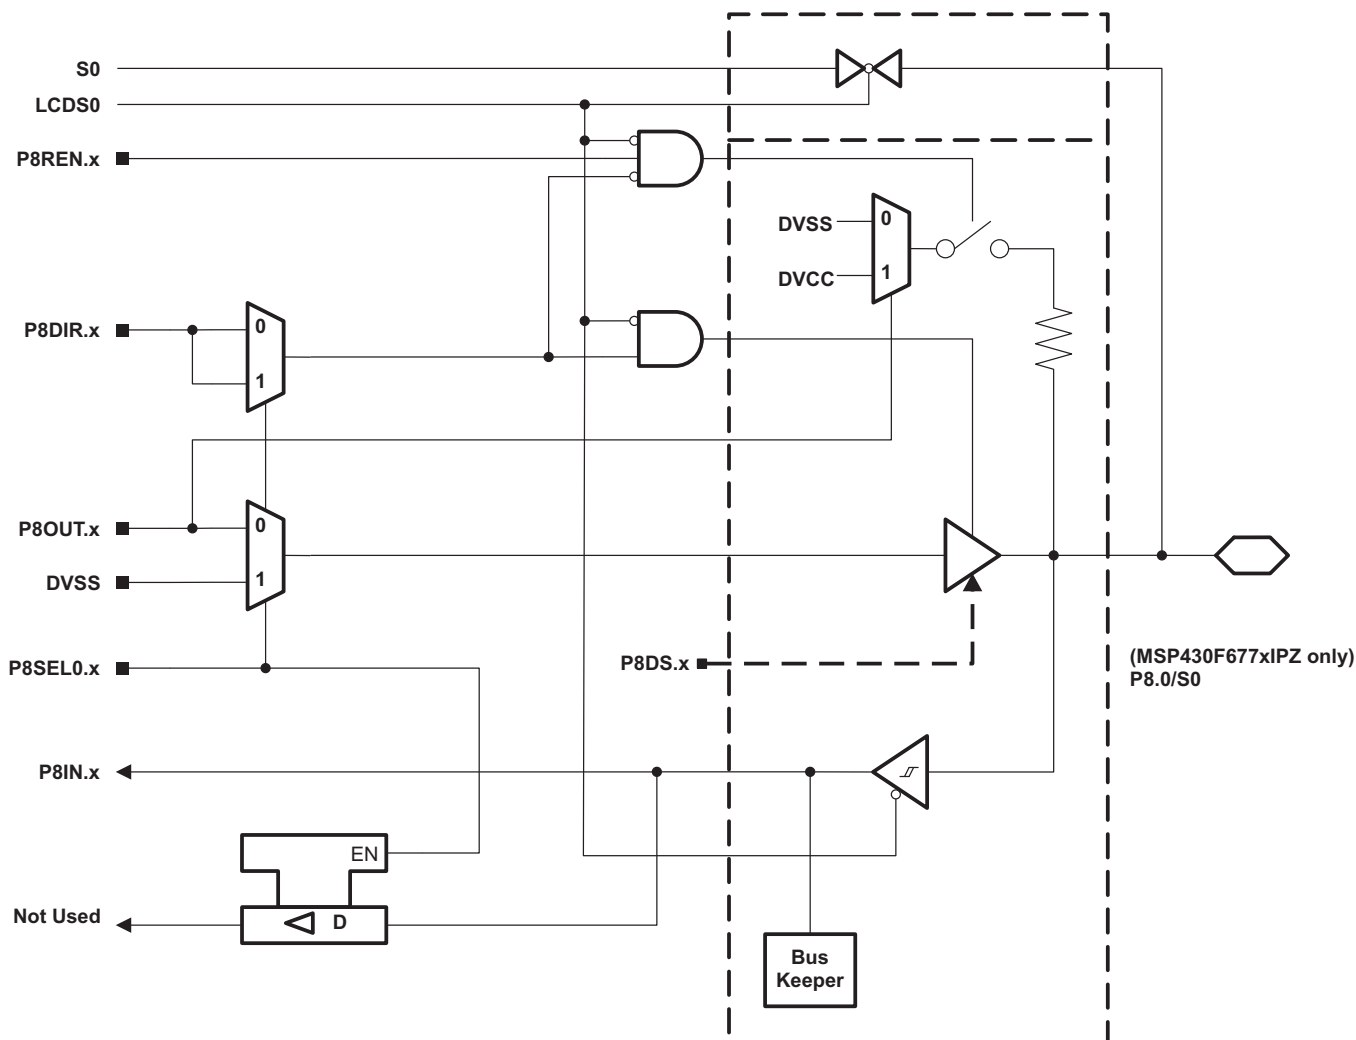 S0
LCDS0
P8REN.x
DVSS
0
DVCC
1
P8DIR.x
0
1
P8OUT.x
0
DVSS
1
P8SEL0.x
P8DS.x
(MSP430F677xIPZ only)
P8.0/S0
P8IN.x
EN
Not Used
D
Bus
Keeper